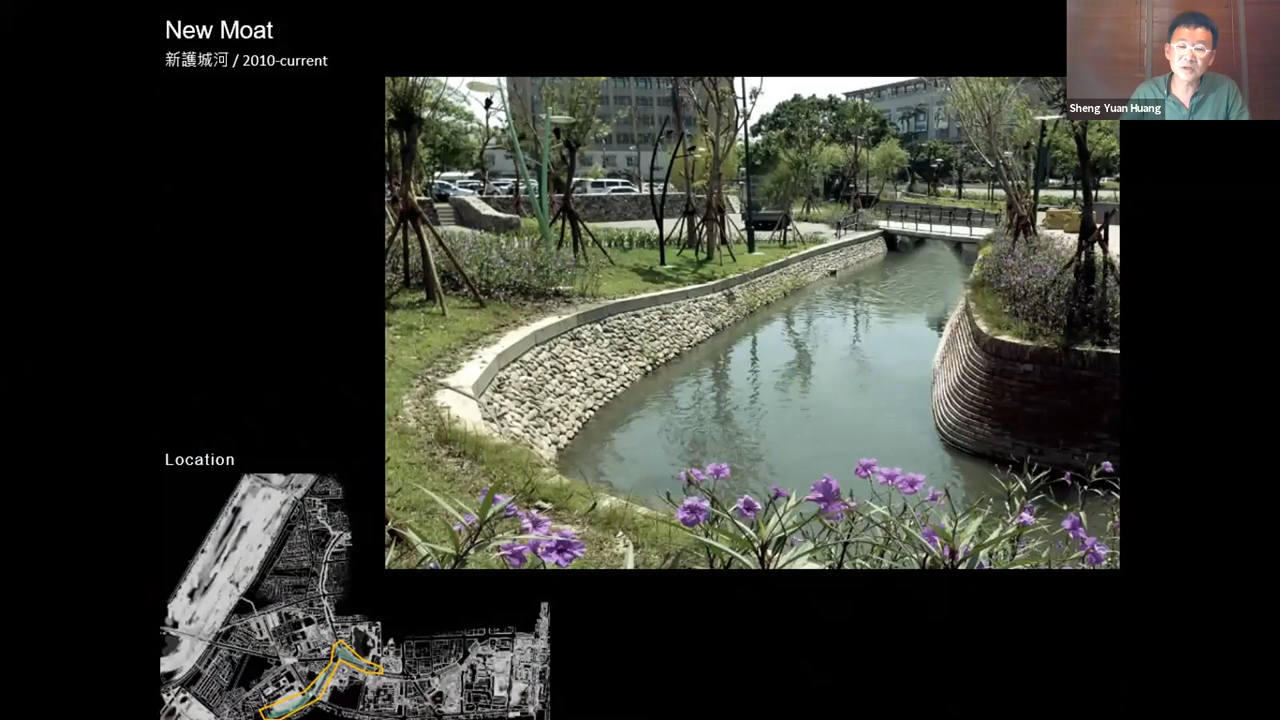 New Moat
新護城河 / 2010-current
Sheng Yuan Huang
Location